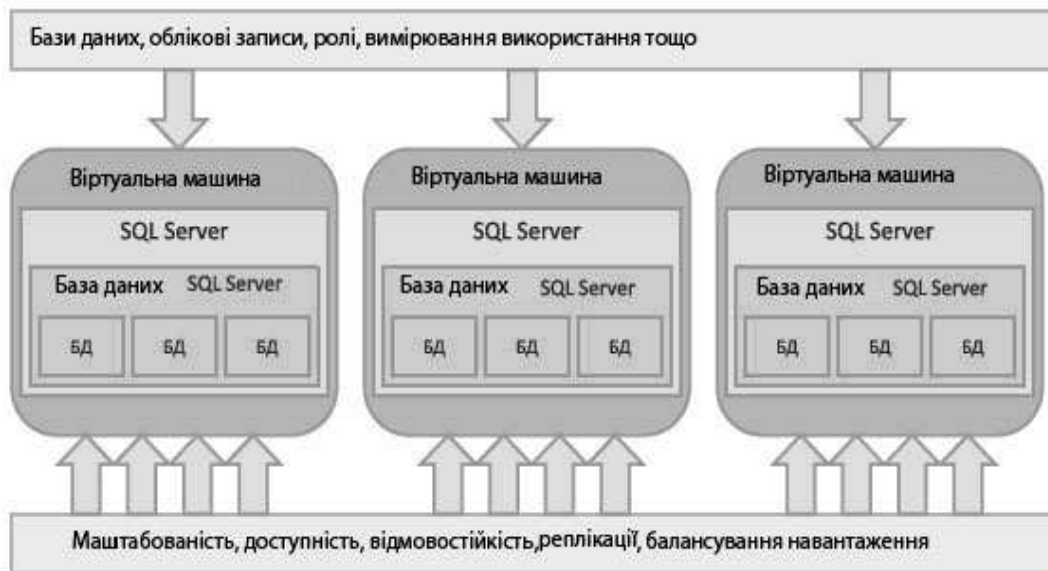 Бази даних, облікові записи, ролі, вимірювання використання тощо
Віртуальна машина
SQL Server
База даних SQL Server
БД БД БД
Віртуальна машина
SQL Server
База даних SQL Server
БД БД БД
Віртуальна машина
SQL Server
База даних SQL Server
БД БД БД
Маштабованість, доступність, відмовостійкість,реплікації, балансування навантаження